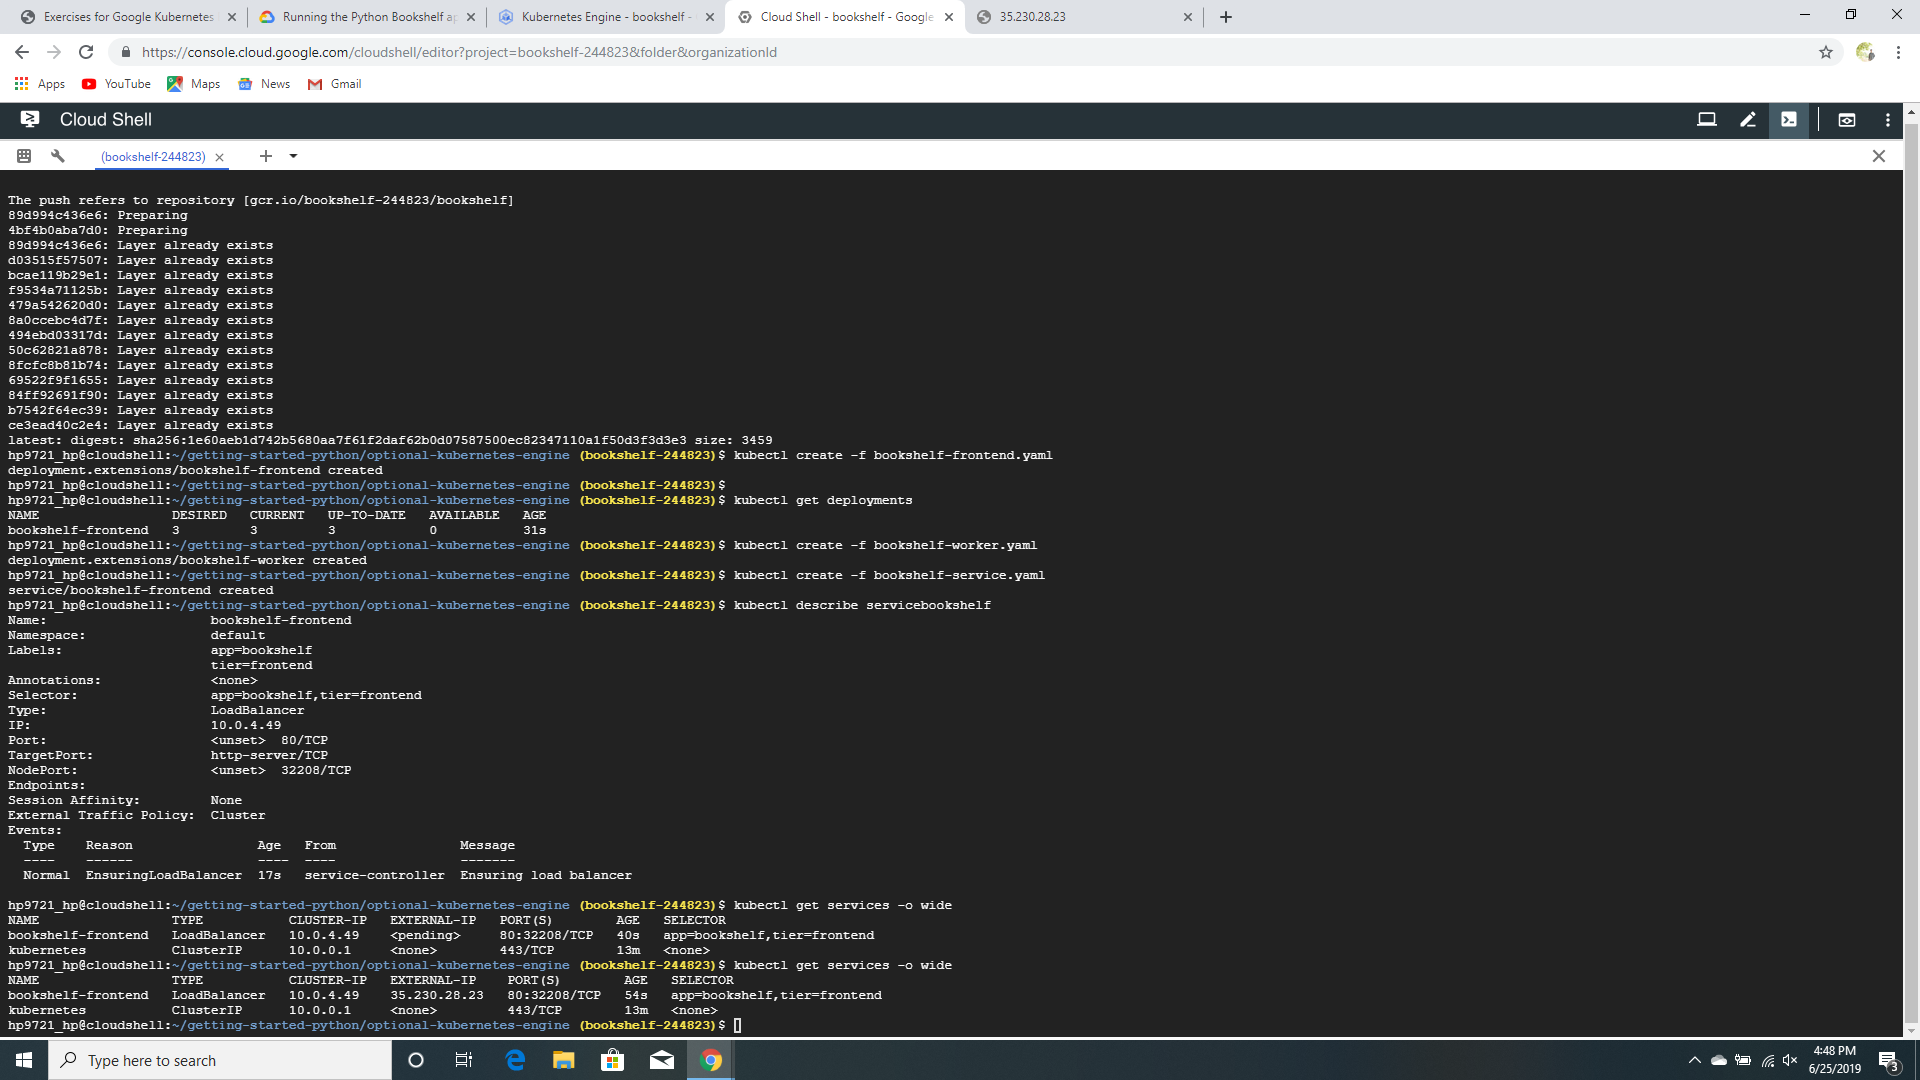 Exercises for Google Kubernetes
Running the Python Bookshelf ap
Kubernetes Engine - bookshelf -
Cloud Shell - bookshelf - Google
35.230.28.23
https://console.cloud.google.com/cloudshell/editor?project=bookshelf-244823&folder&organizationId
Apps YouTube Maps News Gmail
Cloud Shell
(bookshelf-244823)
The push refers to repository [gcr.io/bookshelf-244823/bookshelf]
89d994c436e6: Preparing
4bf4b0aba7d0: Preparing
89d994c436e6: Layer already exists
d03515f57507: Layer already exists
bcae119b29e1: Layer already exists
f9534a71125b: Layer already exists
479a542620d0: Layer already exists
8a0ccebc4d7f: Layer already exists
494ebd03317d: Layer already exists
50c62821a878: Layer already exists
8fcfc8b81b74: Layer already exists
69522f9f1655: Layer already exists
84ff92691f90: Layer already exists
b7542f64ec39: Layer already exists
ce3ead40c2e4: Layer already exists
latest: digest: sha256:1e60aeb1d742b5680aa7f61f2daf62b0d07587500ec82347110a1f50d3f3d3e3 size: 3459
hp9721_hp@cloudshell:~/getting-started-python/optional-kubernetes-engine (bookshelf-244823)$ kubectl create -f bookshelf-frontend.yaml
deployment.extensions/bookshelf-frontend created
hp9721_hp@cloudshell:~/getting-started-python/optional-kubernetes-engine (bookshelf-244823)$
hp9721_hp@cloudshell:~/getting-started-python/optional-kubernetes-engine (bookshelf-244823)$ kubectl get deployments
NAME DESIRED CURRENT UP-TO-DATE AVAILABLE AGE
bookshelf-frontend 3 3 3 0 31s
hp9721_hp@cloudshell:~/getting-started-python/optional-kubernetes-engine (bookshelf-244823)$ kubectl create -f bookshelf-worker.yaml
deployment.extensions/bookshelf-worker created
hp9721_hp@cloudshell:~/getting-started-python/optional-kubernetes-engine (bookshelf-244823)$ kubectl create -f bookshelf-service.yaml
service/bookshelf-frontend created
hp9721_hp@cloudshell:~/getting-started-python/optional-kubernetes-engine (bookshelf-244823)$ kubectl describe servicebookshelf
Name: bookshelf-frontend
Namespace: default
Labels: app=bookshelf
tier=frontend
Annotations: <none>
Selector: app=bookshelf,tier=frontend
Type: LoadBalancer
IP: 10.0.4.49
Port: <unset> 80/TCP
TargetPort: http-server/TCP
NodePort: <unset> 32208/TCP
Endpoints:
Session Affinity: None
External Traffic Policy: Cluster
Events:
Type Reason Age From Message
---- ------ ---- ---- -------
Normal EnsuringLoadBalancer 17s service-controller Ensuring load balancer
hp9721_hp@cloudshell:~/getting-started-python/optional-kubernetes-engine (bookshelf-244823)$ kubectl get services -o wide
NAME TYPE CLUSTER-IP EXTERNAL-IP PORT(S) AGE SELECTOR
bookshelf-frontend LoadBalancer 10.0.4.49 <pending> 80:32208/TCP 40s app=bookshelf,tier=frontend
kubernetes ClusterIP 10.0.0.1 <none> 443/TCP 13m <none>
hp9721_hp@cloudshell:~/getting-started-python/optional-kubernetes-engine (bookshelf-244823)$ kubectl get services -o wide
NAME TYPE CLUSTER-IP EXTERNAL-IP PORT(S) AGE SELECTOR
bookshelf-frontend LoadBalancer 10.0.4.49 35.230.28.23 80:32208/TCP 54s app=bookshelf,tier=frontend
kubernetes ClusterIP 10.0.0.1 <none> 443/TCP 13m <none>
hp9721_hp@cloudshell:~/getting-started-python/optional-kubernetes-engine (bookshelf-244823)$
Type here to search
4:48 PM
6/25/2019
3